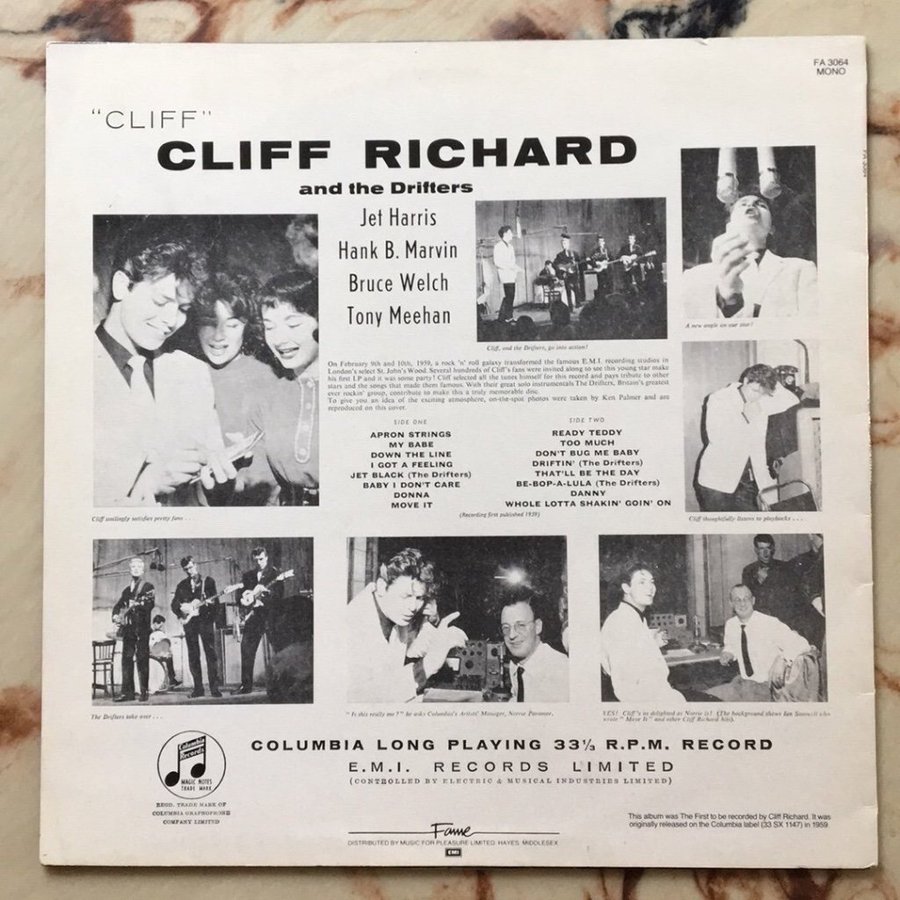 FA 3064
MONO
"CLIFF"
CLIFF RICHARD
and the Drifters
Jet Harris
Hank B. Marvin
Bruce Welch
Tony Meehan
Cliff, and the Drifters, go into action!
A new angle on our star!
On February 9th and 10th, 1959, a rock 'n' roll galaxy transformed the famous E.M.I. recording studios in
London's select St. John's Wood. Several hundreds of Cliff's fans were invited along to see this young star make
his first LP and it was some party! Cliff selected all the tunes himself for this record and pays tribute to other
stars and the songs that made them famous. With their great solo instrumentals The Drifters, Britain's greatest
ever rockin' group, contribute to make this a truly memorable disc.
To give you an idea of the exciting atmosphere, on-the-spot photos were taken by Ken Palmer and are
reproduced on this cover.
SIDE ONE
APRON STRINGS
MY BABE
DOWN THE LINE
I GOT A FEELING
JET BLACK (The Drifters)
BABY I DON'T CARE
DONNA
MOVE IT
SIDE TWO
READY TEDDY
TOO MUCH
DON'T BUG ME BABY
DRIFTIN' (The Drifters)
THAT'LL BE THE DAY
BE-BOP-A-LULA (The Drifters)
DANNY
WHOLE LOTTA SHAKIN' GOIN' ON
(Recording first published 1959)
Cliff smilingly satisfies pretty fans . . .
Cliff thoughtfully listens to playbacks . . .
The Drifters take over . . .
"Is this really me?" he asks Columbia's Artists' Manager, Norrie Paramor.
YES! Cliff's as delighted as Norrie is! (The background shows Ian Samwell who
wrote "Move It" and other Cliff Richard hits).
Columbia
Records
MAGIC NOTES
TRADE MARK
REGD. TRADE MARK OF
COLUMBIA GRAPHOPHONE
COMPANY LIMITED
COLUMBIA LONG PLAYING 33⅓ R.P.M. RECORD
E.M.I. RECORDS LIMITED
(CONTROLLED BY ELECTRIC & MUSICAL INDUSTRIES LIMITED)
This album was The First to be recorded by Cliff Richard. It was
originally released on the Columbia label (33 SX 1147) in 1959
Fame
DISTRIBUTED BY MUSIC FOR PLEASURE LIMITED HAYES MIDDLESEX
EMI